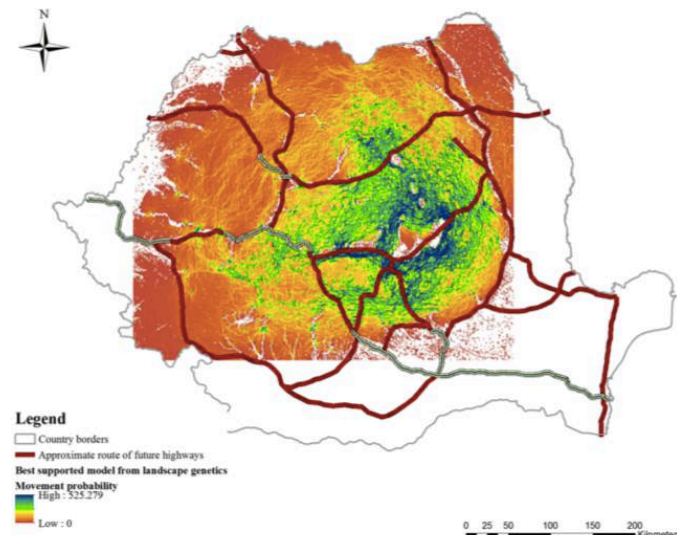 N
Legend
Country borders
Approximate route of future highways
Best supported model from landscape genetics
Movement probability
High : 525.279
Low : 0
0 25 50 100 150 200
Kilometers